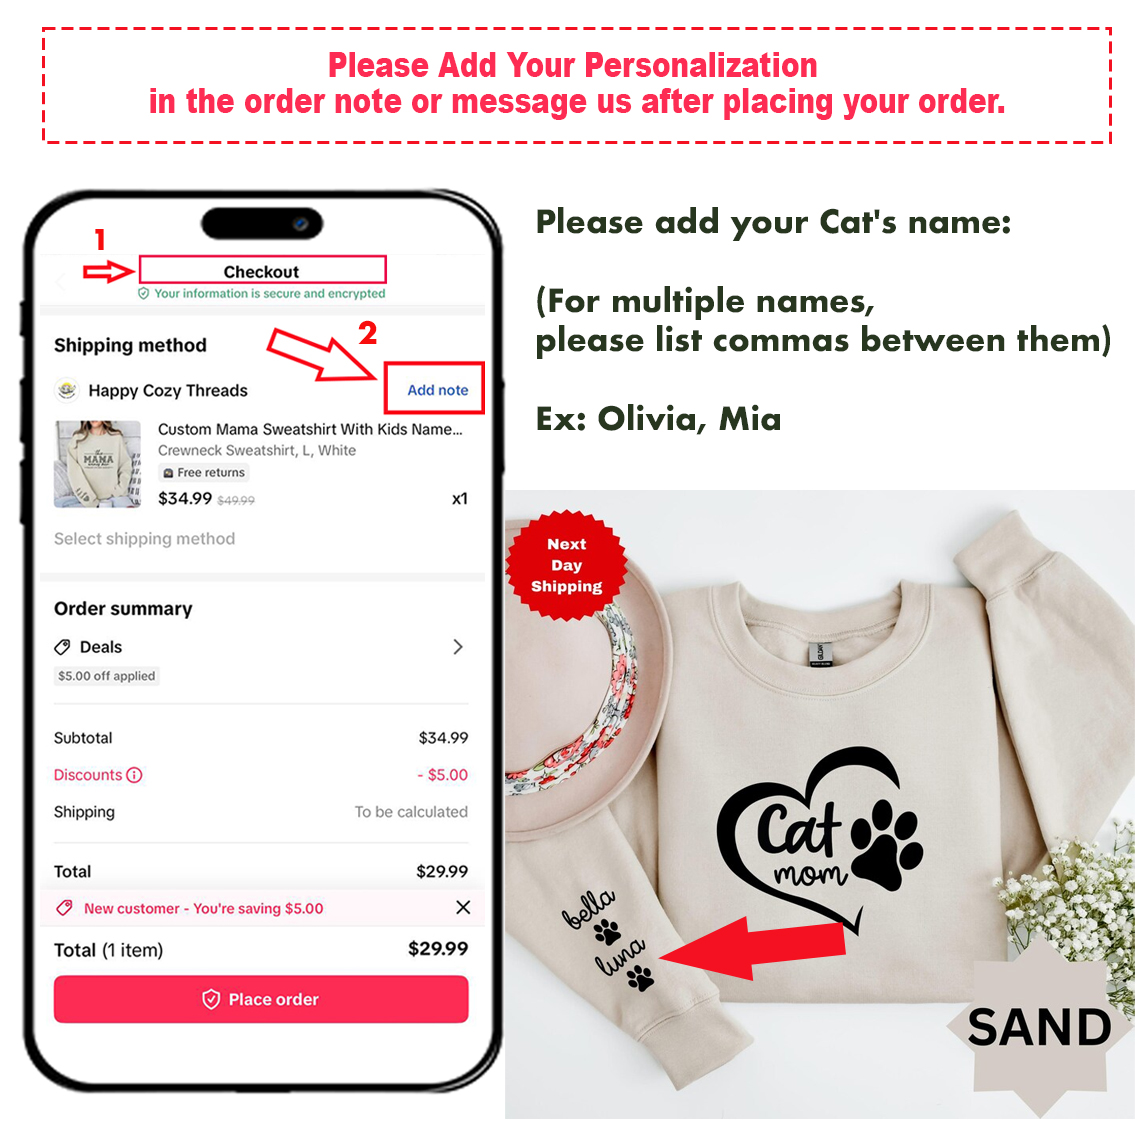 Please Add Your Personalization
in the order note or message us after placing your order.
1
Checkout
Your information is secure and encrypted
2
Shipping method
Happy Cozy Threads
Add note
Custom Mama Sweatshirt With Kids Name...
Crewneck Sweatshirt, L, White
Free returns
$34.99 $49.99
x1
MAMA
Select shipping method
Order summary
Deals
$5.00 off applied
Subtotal
$34.99
Discounts
- $5.00
Shipping
To be calculated
Total
$29.99
New customer - You're saving $5.00
Total (1 item)
$29.99
Place order
Please add your Cat's name:
(For multiple names,
please list commas between them)
Ex: Olivia, Mia
Next
Day
Shipping
Cat
mom
bella
luna
SAND